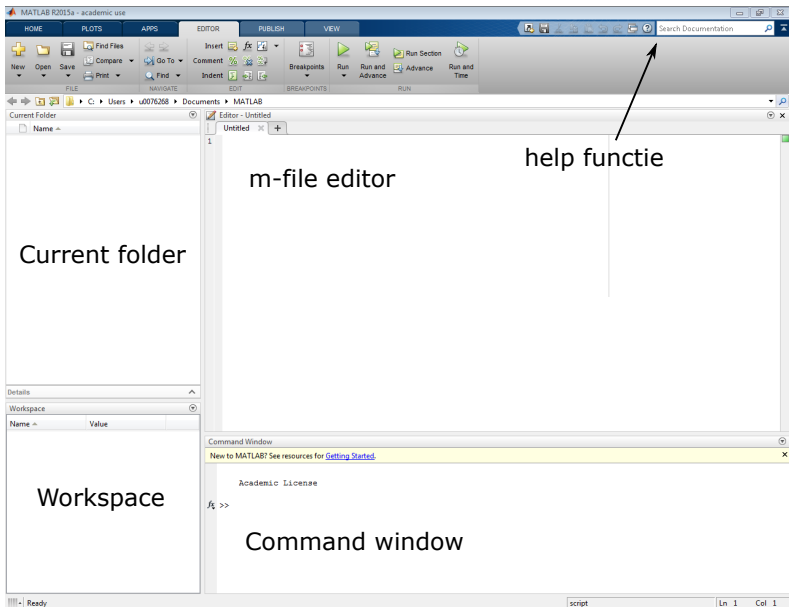 MATLAB R2015a - academic use
HOME PLOTS APPS EDITOR PUBLISH VIEW Search Documentation
New Open Save Find Files Compare Print
Go To Find
Insert Comment Indent
Breakpoints
Run Run and Advance Run Section Advance Run and Time
FILE NAVIGATE EDIT BREAKPOINTS RUN
C: Users u0076268 Documents MATLAB
Current Folder
Name
Editor - Untitled
Untitled
1
m-file editor
help functie
Current folder
Details
Workspace
Name Value
Workspace
Command Window
New to MATLAB? See resources for Getting Started.
Academic License
fx >>
Command window
Ready
script Ln 1 Col 1